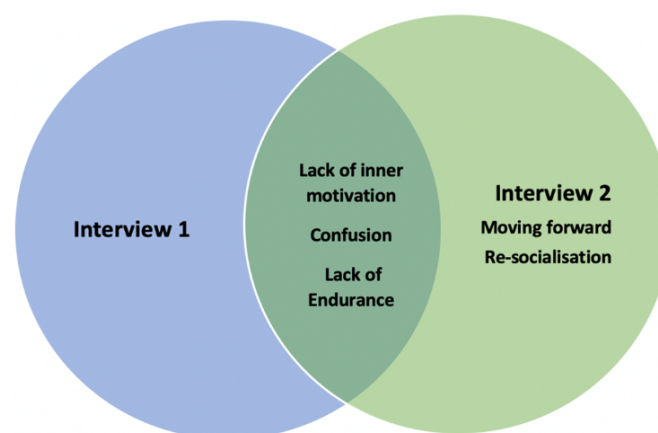 Interview 1
Lack of inner
motivation
Confusion
Lack of
Endurance
Interview 2
Moving forward
Re-socialisation